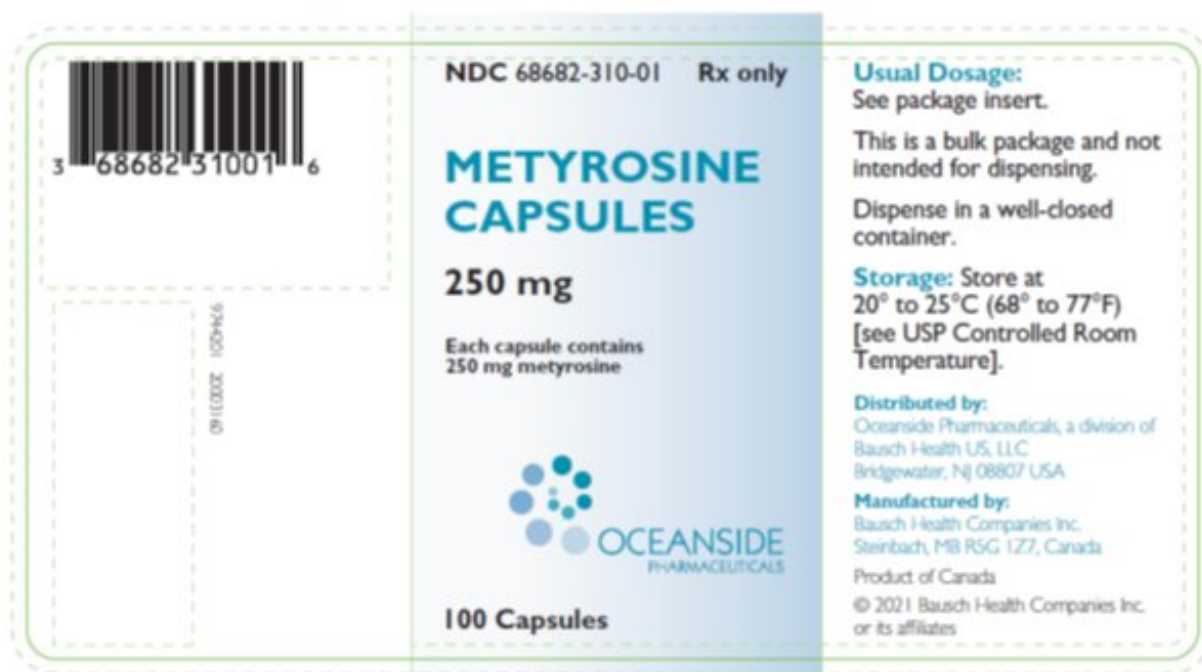 3 68682 31001 6
9744201 20003160
NDC 68682-310-01 Rx only
METYROSINE
CAPSULES
250 mg
Each capsule contains
250 mg metyrosine
OCEANSIDE
PHARMACEUTICALS
100 Capsules
Usual Dosage:
See package insert.
This is a bulk package and not
intended for dispensing.
Dispense in a well-closed
container.
Storage: Store at
20° to 25°C (68° to 77°F)
[see USP Controlled Room
Temperature].
Distributed by:
Oceanside Pharmaceuticals, a division of
Bausch Health US, LLC
Bridgewater, NJ 08807 USA
Manufactured by:
Bausch Health Companies Inc.
Steinbach, MB R5G 1Z7, Canada
Product of Canada
© 2021 Bausch Health Companies Inc.
or its affiliates